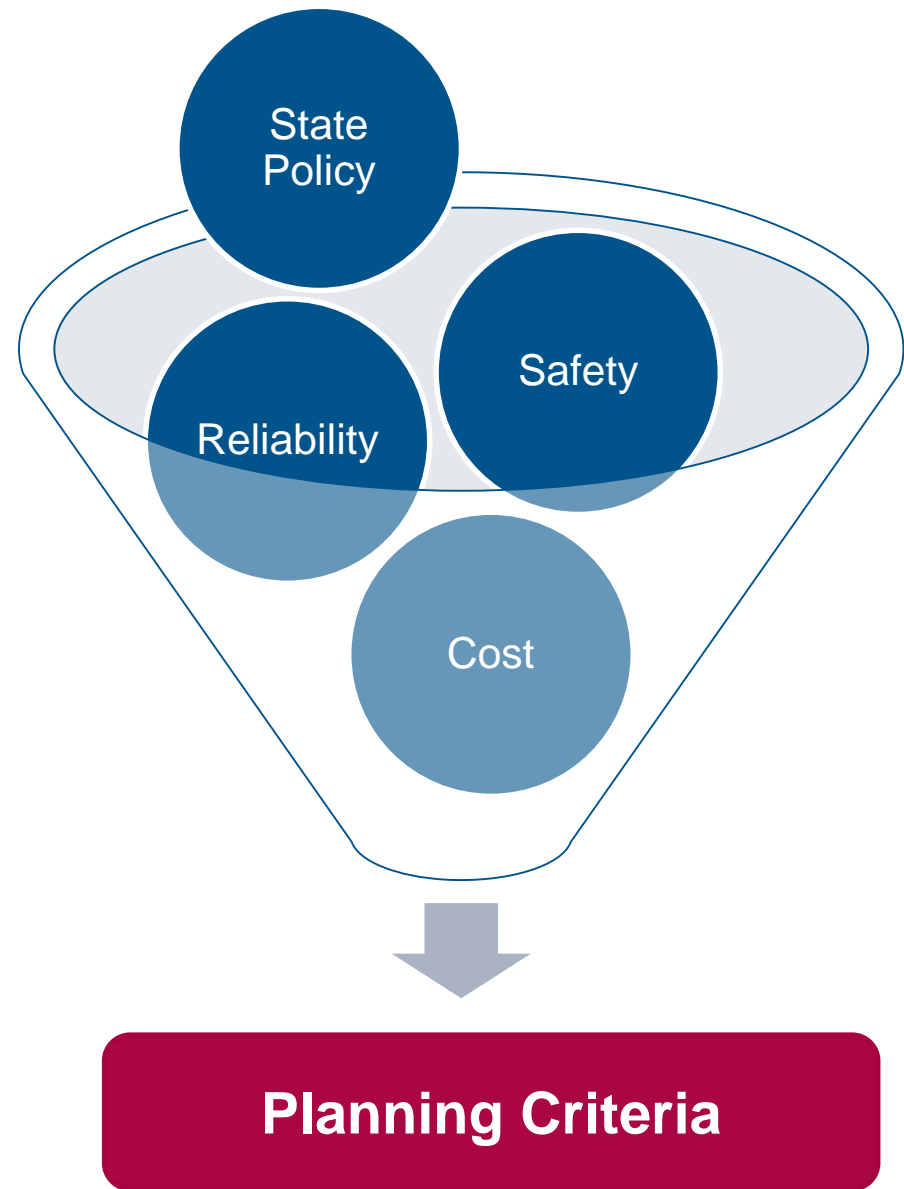 State
Policy
Safety
Reliability
Cost
Planning Criteria